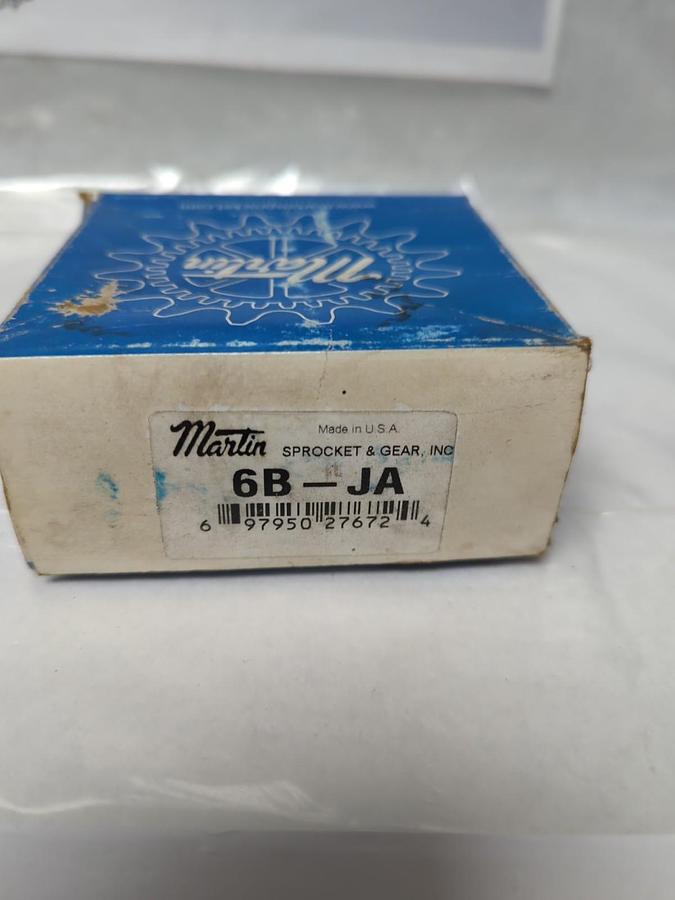 Martin
Martin
Made in U.S.A.
SPROCKET & GEAR, INC
6B – JA
6 97950 27672 4